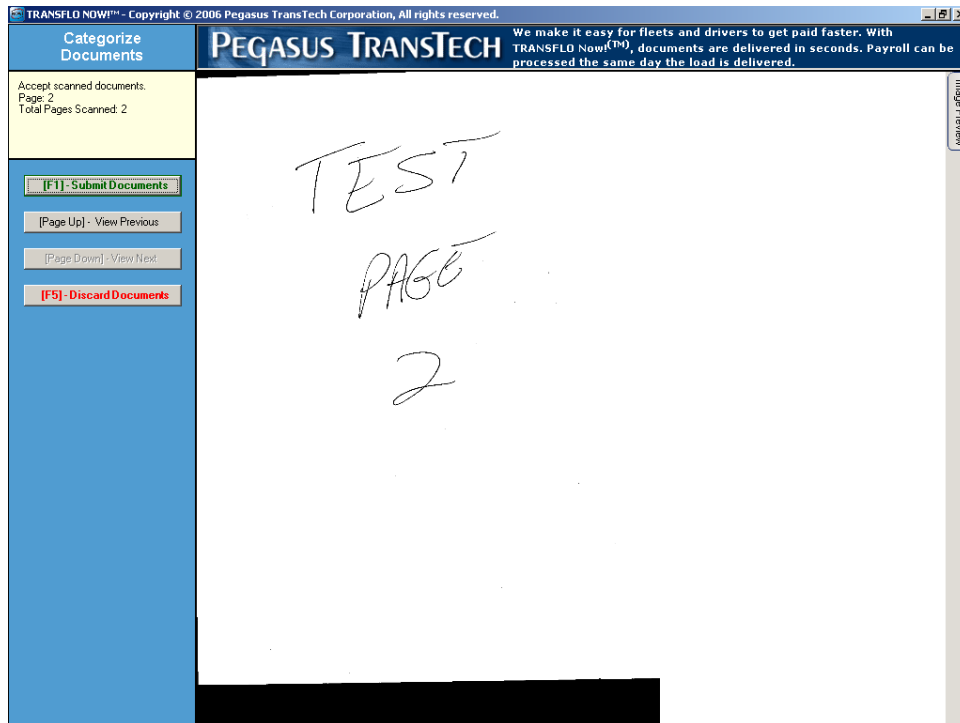 TRANSFLO NOW!™ - Copyright © 2006 Pegasus TransTech Corporation, All rights reserved.
Categorize
Documents
PEGASUS TRANSTECH
We make it easy for fleets and drivers to get paid faster. With
TRANSFLO Now!(TM), documents are delivered in seconds. Payroll can be
processed the same day the load is delivered.
Accept scanned documents.
Page: 2
Total Pages Scanned: 2
Image Preview
[F1] - Submit Documents
[Page Up] - View Previous
[Page Down] - View Next
[F5] - Discard Documents
TEST
PAGE
2